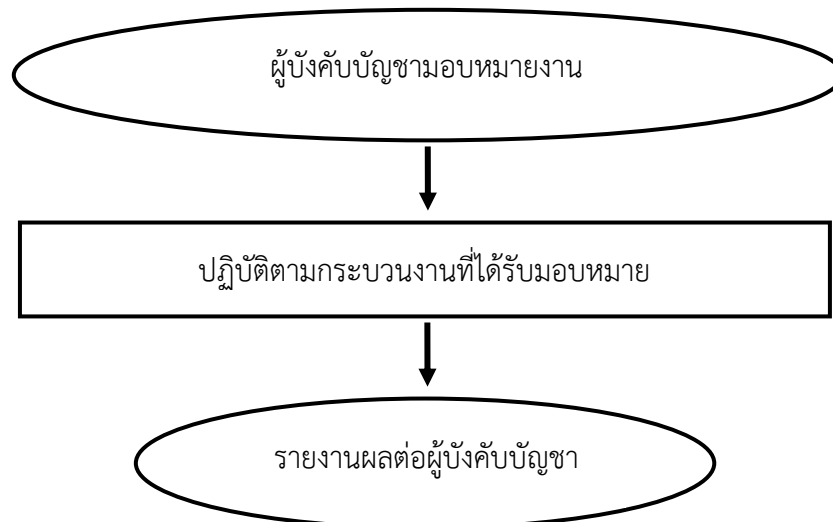 ผู้บังคับบัญชามอบหมายงาน
ปฏิบัติตามกระบวนงานที่ได้รับมอบหมาย
รายงานผลต่อผู้บังคับบัญชา